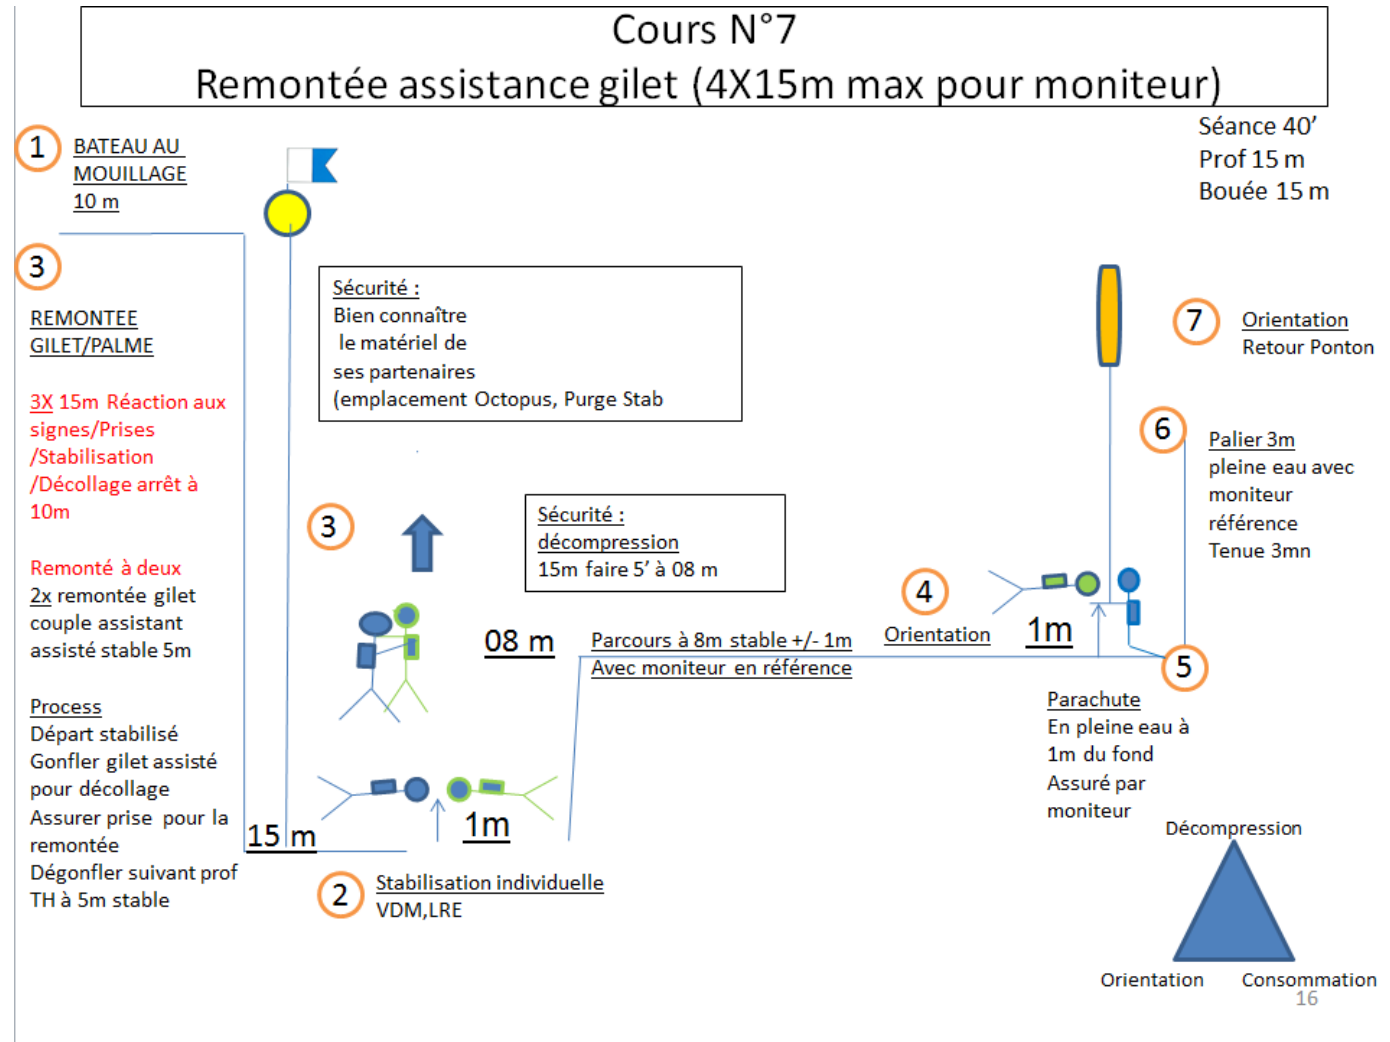 Cours N°7
Remontée assistance gilet (4X15m max pour moniteur)
Séance 40’
Prof 15 m
Bouée 15 m
1
BATEAU AU
MOUILLAGE
10 m
3
REMONTEE
GILET/PALME
3X 15m Réaction aux
signes/Prises
/Stabilisation
/Décollage arrêt à
10m
Remonté à deux
2x remontée gilet
couple assistant
assisté stable 5m
Process
Départ stabilisé
Gonfler gilet assisté
pour décollage
Assurer prise pour la
remontée
Dégonfler suivant prof
TH à 5m stable
Sécurité :
Bien connaître
le matériel de
ses partenaires
(emplacement Octopus, Purge Stab
3
Sécurité :
décompression
15m faire 5’ à 08 m
08 m
Parcours à 8m stable +/- 1m
Avec moniteur en référence
15 m
1m
2
Stabilisation individuelle
VDM,LRE
4
Orientation
1m
5
Parachute
En pleine eau à
1m du fond
Assuré par
moniteur
6
Palier 3m
pleine eau avec
moniteur
référence
Tenue 3mn
7
Orientation
Retour Ponton
Décompression
Orientation
Consommation
16